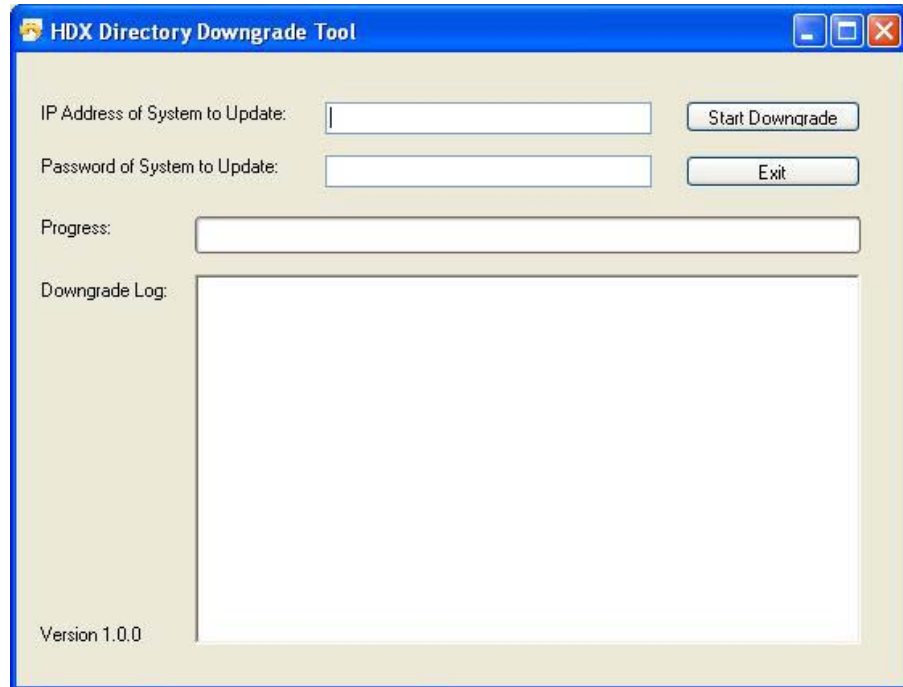 HDX Directory Downgrade Tool
IP Address of System to Update:
Start Downgrade
Password of System to Update:
Exit
Progress:
Downgrade Log:
Version 1.0.0